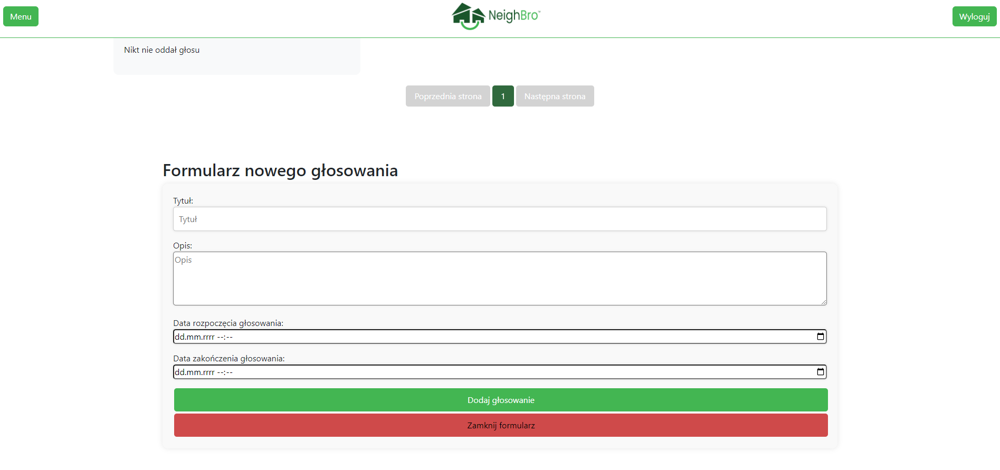 Menu
NeighBro™
Wyloguj
Nikt nie oddał głosu
Poprzednia strona 1 Następna strona
Formularz nowego głosowania
Tytuł:
Tytuł
Opis:
Opis
Data rozpoczęcia głosowania:
dd.mm.rrrr --:--
Data zakończenia głosowania:
dd.mm.rrrr --:--
Dodaj głosowanie
Zamknij formularz